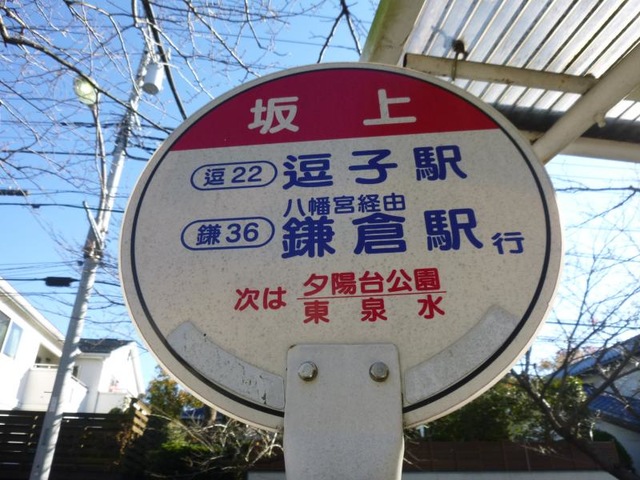 坂上
逗22 逗子駅
八幡宮経由
鎌36 鎌倉駅行
次は 夕陽台公園
東泉水